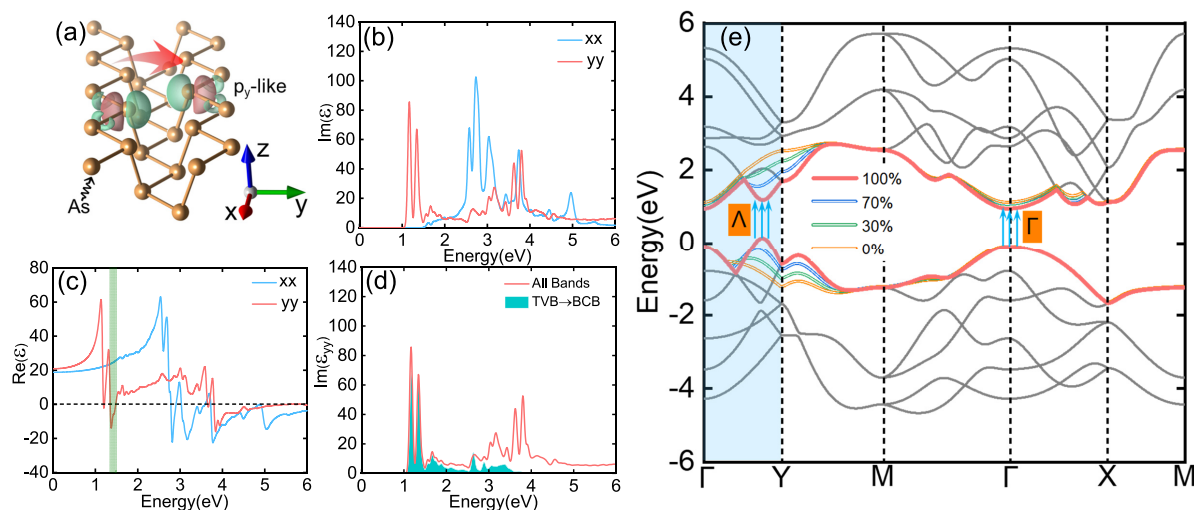 (a)
p_y-like
As
z
y
x
(b)
xx
yy
Im(ε)
140
120
100
80
60
40
20
0
0 1 2 3 4 5 6
Energy(eV)
(c)
xx
yy
Re(ε)
80
60
40
20
0
-20
-40
0 1 2 3 4 5 6
Energy(eV)
(d)
All Bands
TVB→BCB
Im(ε_yy)
140
120
100
80
60
40
20
0
0 1 2 3 4 5 6
Energy(eV)
(e)
Energy(eV)
6
4
2
0
-2
-4
-6
100%
70%
30%
0%
Λ
Γ
Γ Y M Γ X M